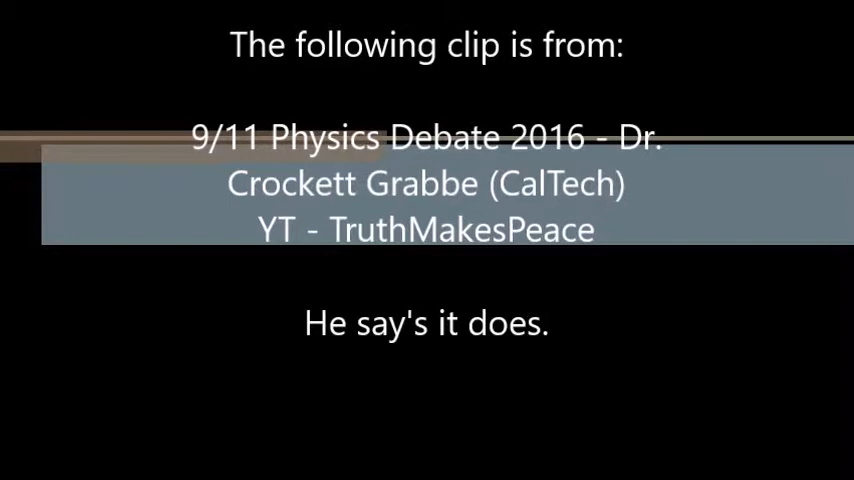 The following clip is from:
9/11 Physics Debate 2016 - Dr.
Crockett Grabbe (CalTech)
YT - TruthMakesPeace
He say's it does.